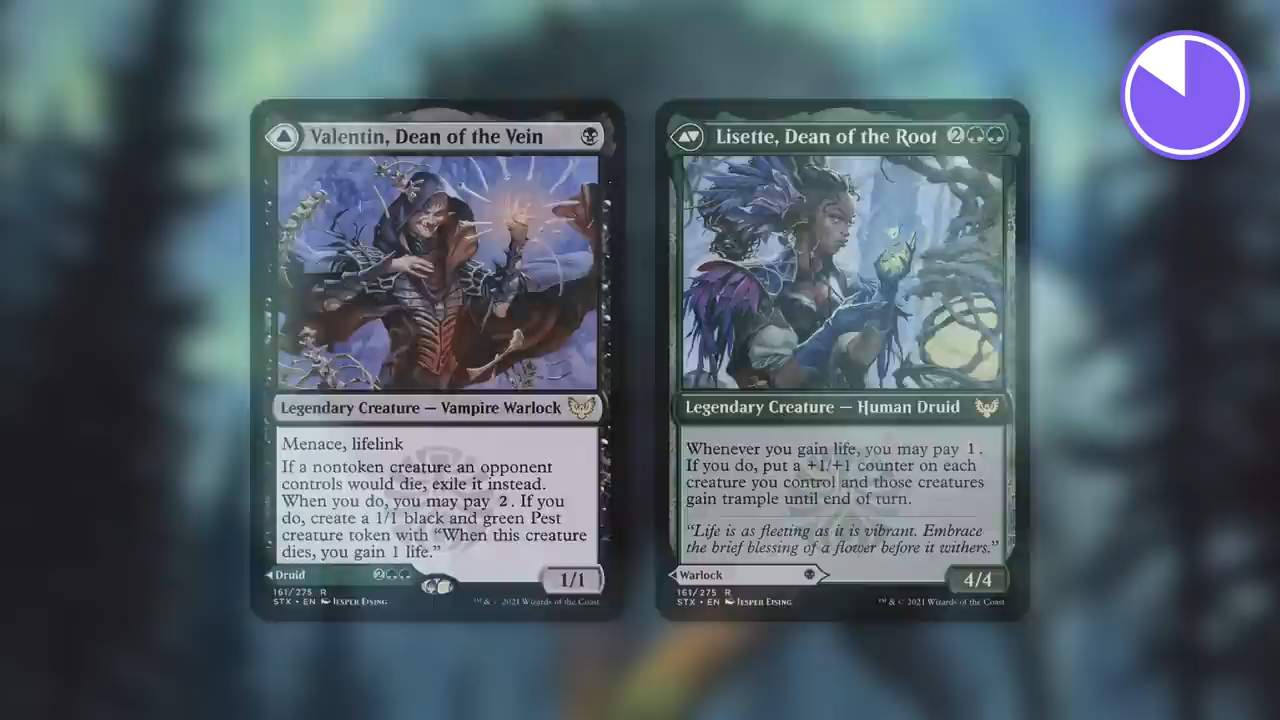 Valentin, Dean of the Vein
Legendary Creature — Vampire Warlock
Menace, lifelink
If a nontoken creature an opponent
controls would die, exile it instead.
When you do, you may pay 2. If you
do, create a 1/1 black and green Pest
creature token with “When this creature
dies, you gain 1 life.”
Druid 2
1/1
161/275 R
STX • EN Jesper Ejsing
™ & © 2021 Wizards of the Coast
Lisette, Dean of the Root 2
Legendary Creature — Human Druid
Whenever you gain life, you may pay 1.
If you do, put a +1/+1 counter on each
creature you control and those creatures
gain trample until end of turn.
“Life is as fleeting as it is vibrant. Embrace
the brief blessing of a flower before it withers.”
Warlock
4/4
161/275 R
STX • EN Jesper Ejsing
™ & © 2021 Wizards of the Coast